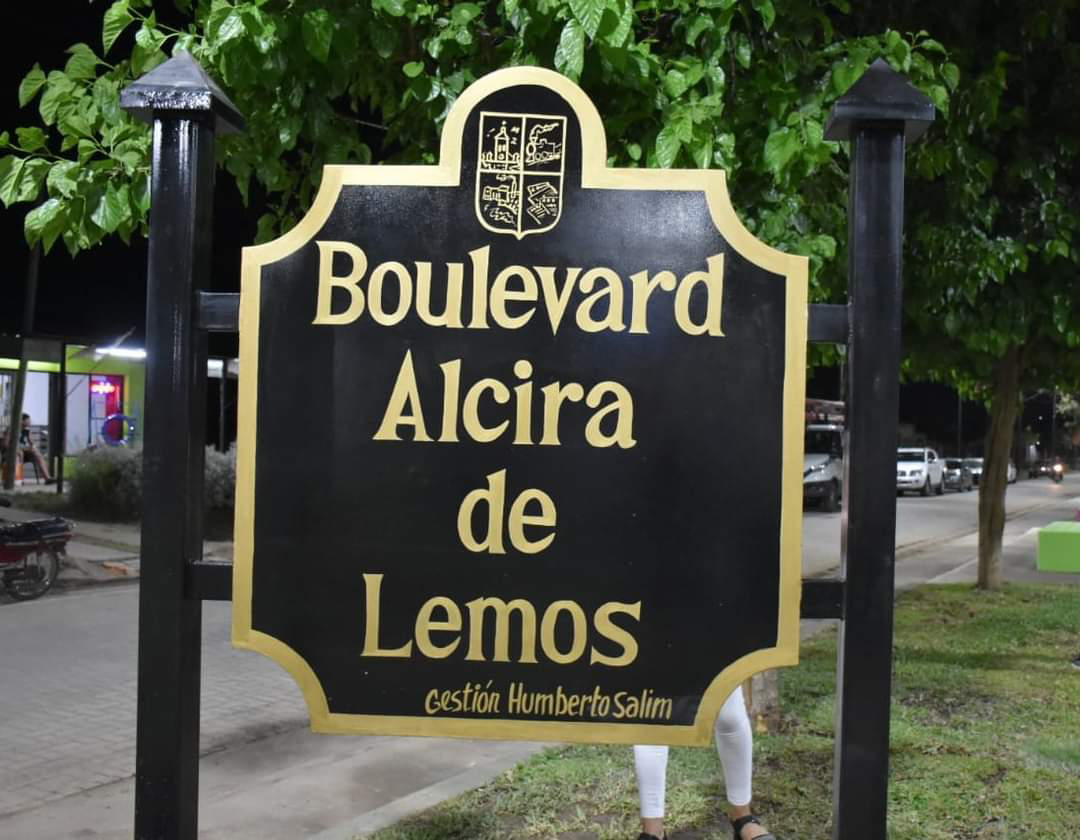 Boulevard
Alcira
de
Lemos
Gestión Humberto Salim